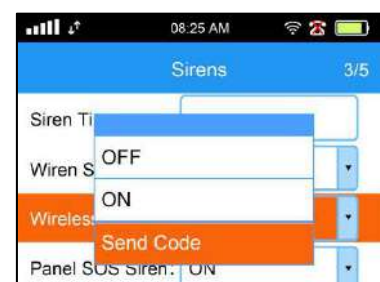 08:25 AM
Sirens 3/5
Siren Ti
Wiren S
OFF
ON
Wireless
Send Code
Panel SOS Siren: ON